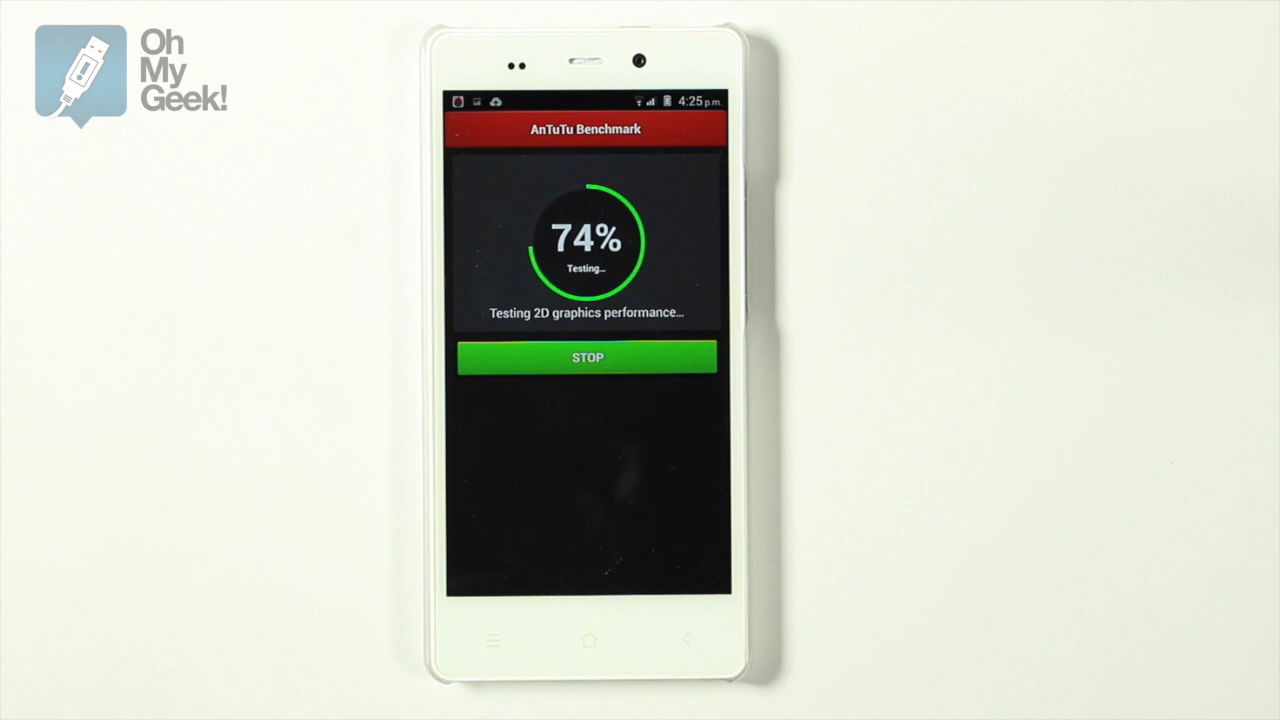 Oh
My
Geek!
4:25 p.m.
AnTuTu Benchmark
74%
Testing...
Testing 2D graphics performance...
STOP